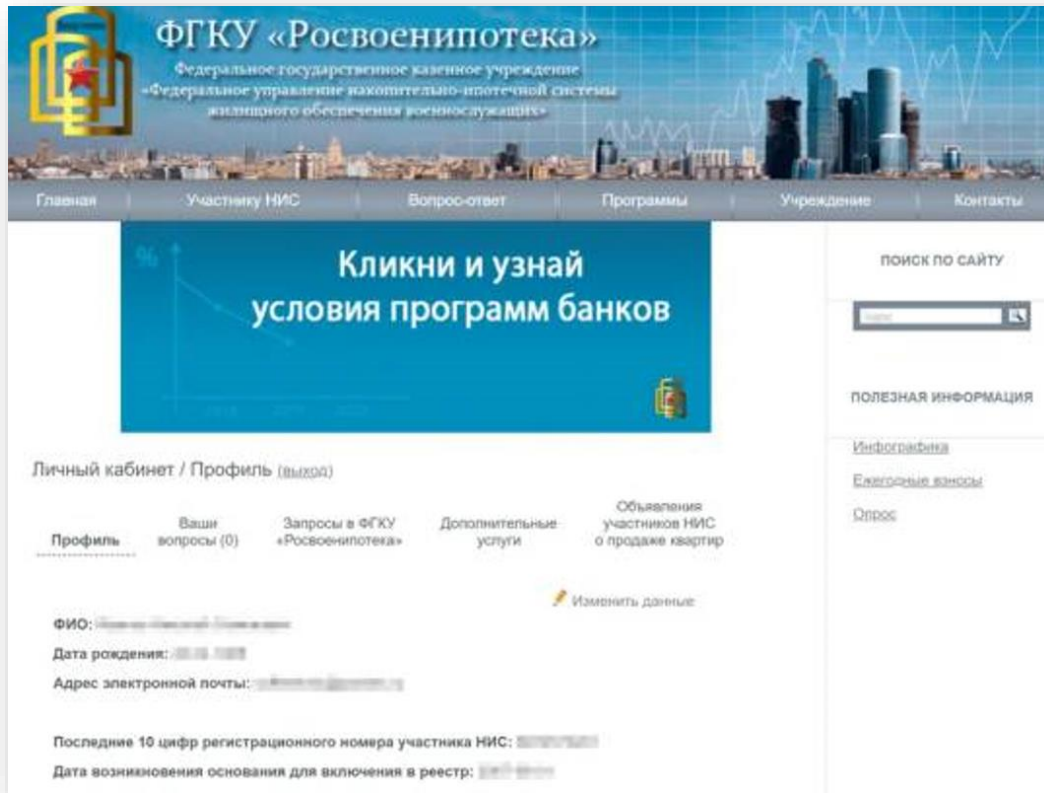 ФГКУ «Росвоенипотека»
Федеральное государственное казенное учреждение
«Федеральное управление накопительно-ипотечной системы
жилищного обеспечения военнослужащих»
Главная
Участнику НИС
Вопрос-ответ
Программы
Учреждение
Контакты
%
Кликни и узнай
условия программ банков
ПОИСК ПО САЙТУ
ПОЛЕЗНАЯ ИНФОРМАЦИЯ
Инфографика
Ежегодные взносы
Опрос
Личный кабинет / Профиль (выход)
Профиль
Ваши
вопросы (0)
Запросы в ФГКУ
«Росвоенипотека»
Дополнительные
услуги
Объявления
участников НИС
о продаже квартир
Изменить данные
ФИО:
Дата рождения:
Адрес электронной почты:
Последние 10 цифр регистрационного номера участника НИС:
Дата возникновения основания для включения в реестр: